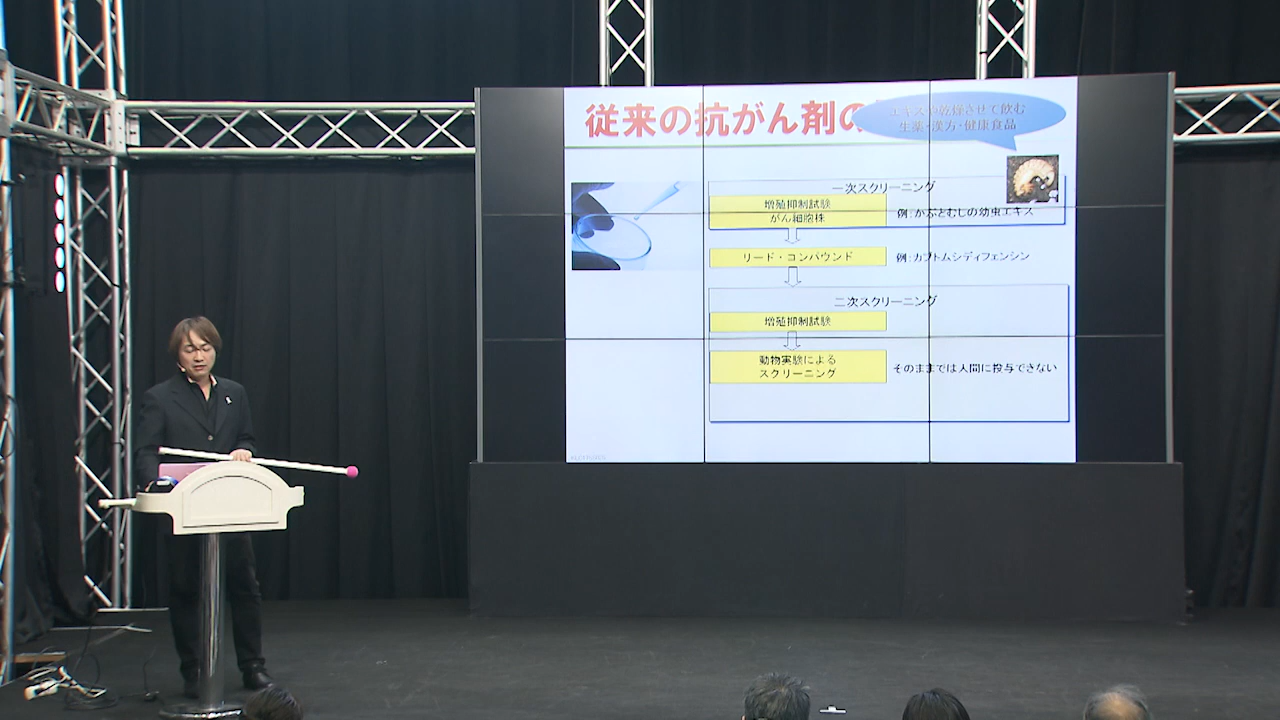 従来の抗がん剤の
エキスや乾燥させて飲む
生薬・漢方・健康食品
一次スクリーニング
増殖抑制試験
がん細胞株
例：かぶとむしの幼虫エキス
リード・コンパウンド
例：カブトムシディフェンシン
二次スクリーニング
増殖抑制試験
動物実験による
スクリーニング
そのままでは人間に投与できない